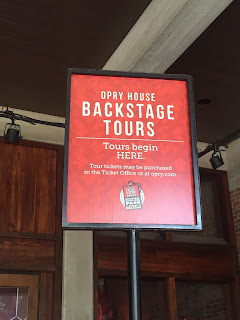 OPRY HOUSE
BACKSTAGE
TOURS
Tours begin
HERE.
Tour tickets may be purchased
in the Ticket Office or at opry.com